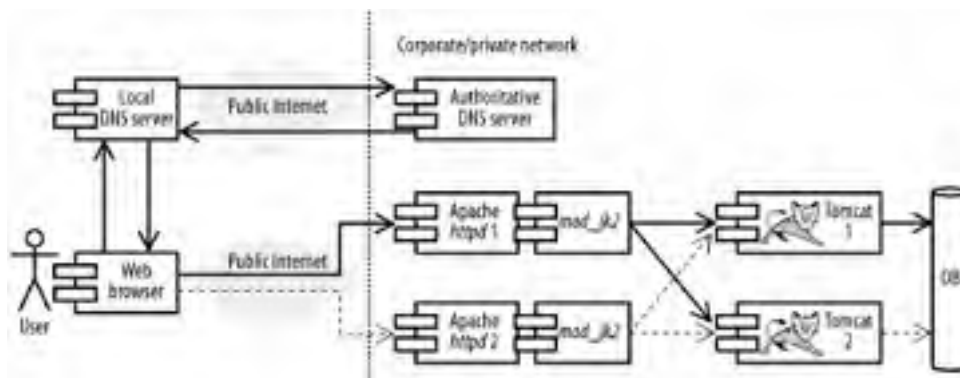 Corporate/private network
Local
DNS server
Public Internet
Authoritative
DNS server
Apache
httpd 1
mod_jk2
Tomcat
1
Public Internet
Web
browser
User
Apache
httpd 2
mod_jk2
Tomcat
2